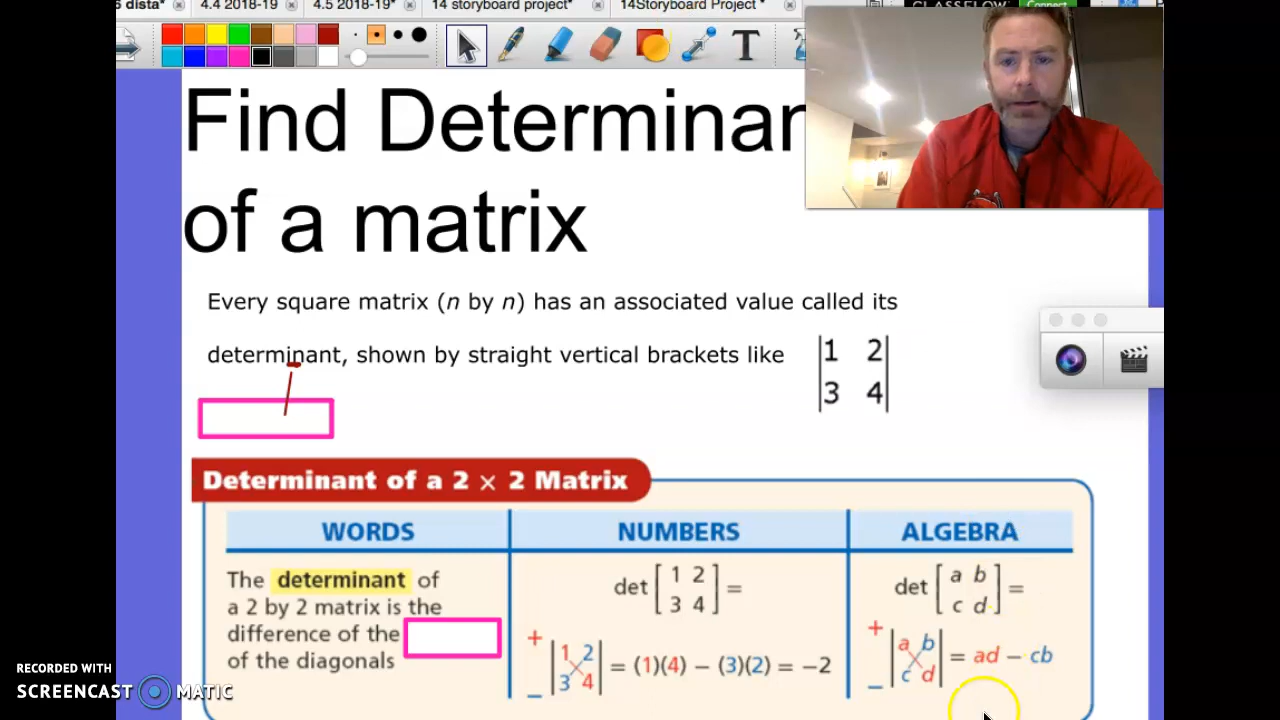 6 dista*
4.4 2018-19
4.5 2018-19*
14 storyboard project*
14Storyboard Project *
CLASSFLOW
Connect
T
Find Determinan
of a matrix
Every square matrix (n by n) has an associated value called its
determinant, shown by straight vertical brackets like
|1 2|
|3 4|
Determinant of a 2 × 2 Matrix
WORDS
NUMBERS
ALGEBRA
The determinant of
a 2 by 2 matrix is the
difference of the
of the diagonals
det [1 2
3 4] =
+ |1 2
− 3 4| = (1)(4) − (3)(2) = −2
det [a b
c d] =
+ |a b
− c d| = ad − cb
RECORDED WITH
SCREENCAST MATIC